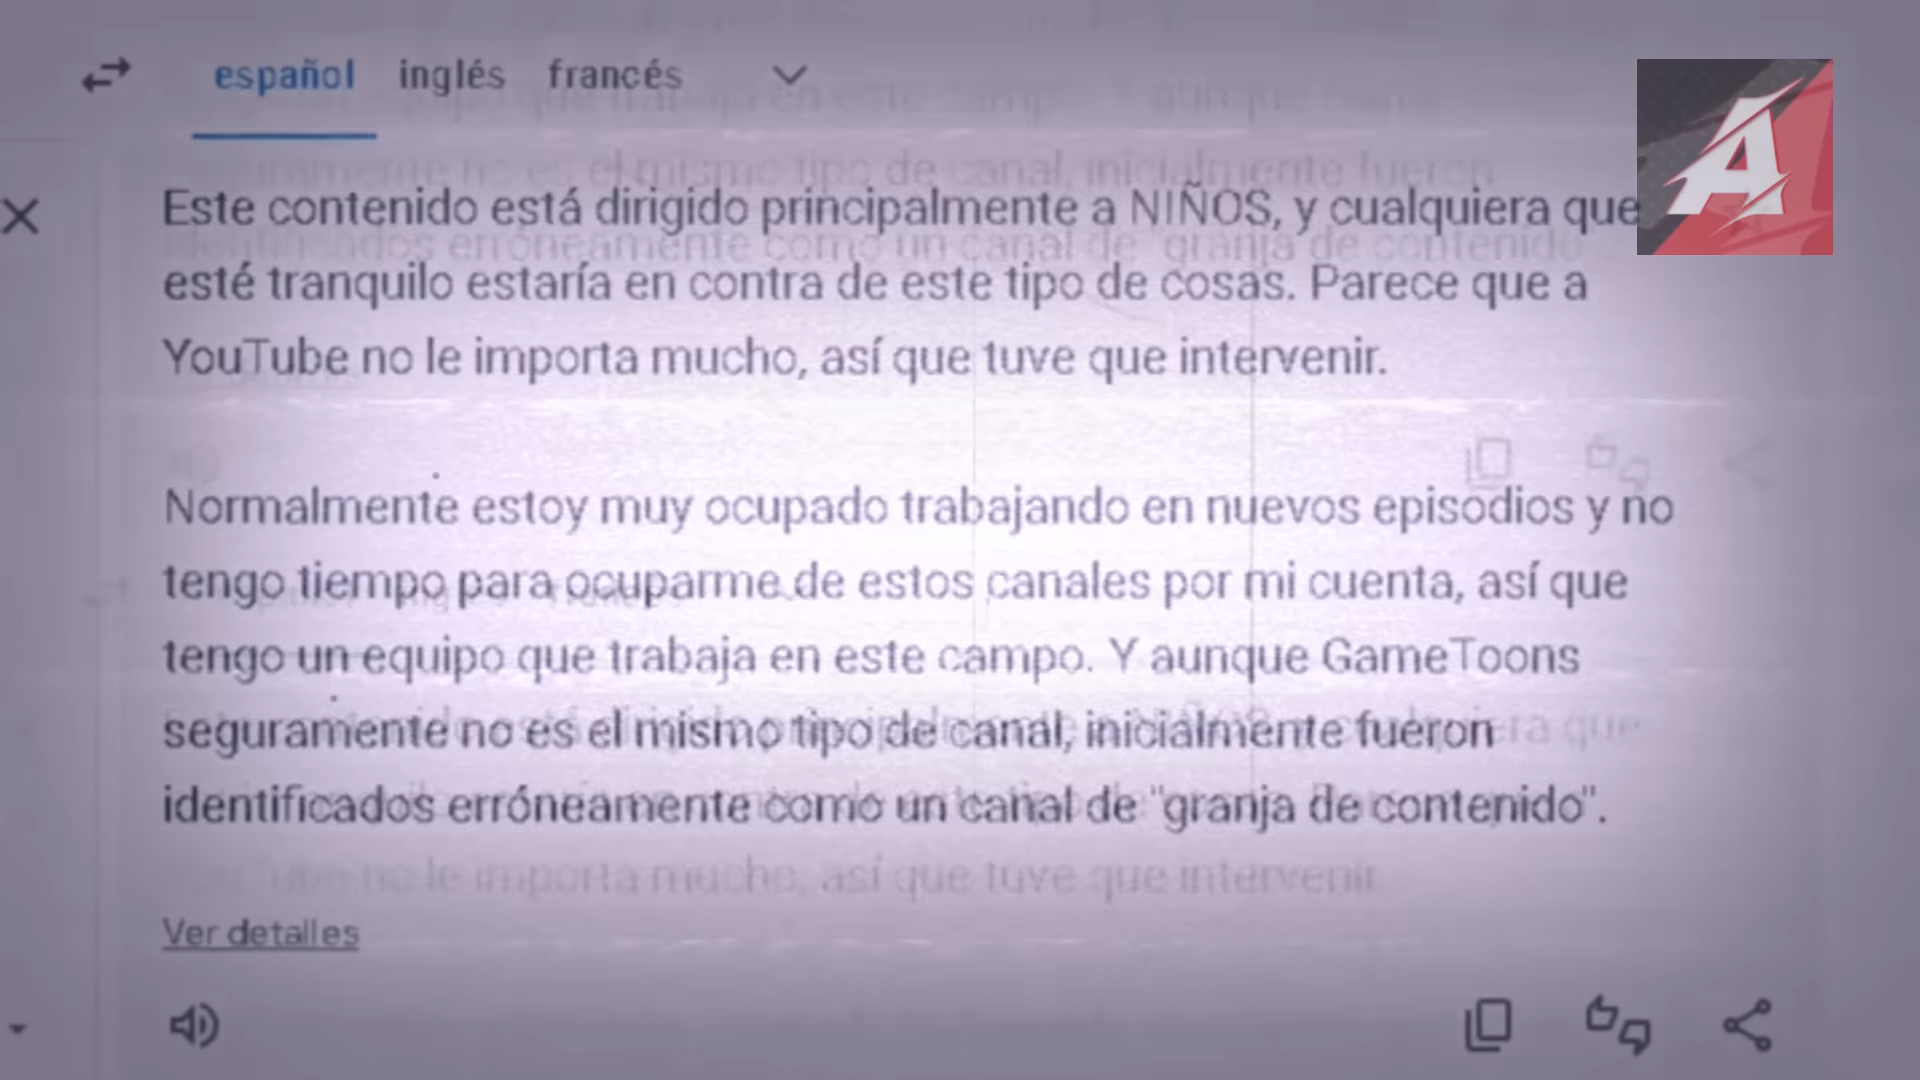 español inglés francés
Este contenido está dirigido principalmente a NIÑOS, y cualquiera que
esté tranquilo estaría en contra de este tipo de cosas. Parece que a
YouTube no le importa mucho, así que tuve que intervenir.
Normalmente estoy muy ocupado trabajando en nuevos episodios y no
tengo tiempo para ocuparme de estos canales por mi cuenta, así que
tengo un equipo que trabaja en este campo. Y aunque GameToons
seguramente no es el mismo tipo de canal, inicialmente fueron
identificados erróneamente como un canal de "granja de contenido".
Ver detalles
A